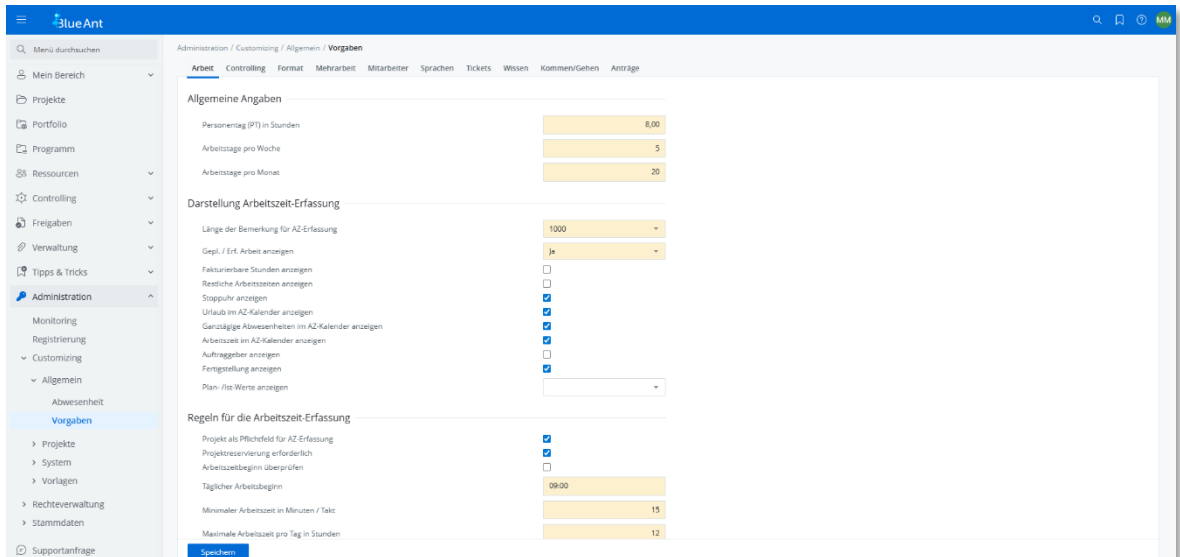 BlueAnt
MM
Menü durchsuchen
Mein Bereich
Projekte
Portfolio
Programm
Ressourcen
Controlling
Freigaben
Verwaltung
Tipps & Tricks
Administration
Monitoring
Registrierung
Customizing
Allgemein
Abwesenheit
Vorgaben
Projekte
System
Vorlagen
Rechteverwaltung
Stammdaten
Supportanfrage
Administration / Customizing / Allgemein / Vorgaben
Arbeit Controlling Format Mehrarbeit Mitarbeiter Sprachen Tickets Wissen Kommen/Gehen Anträge
Allgemeine Angaben
Personentag (PT) in Stunden 8,00
Arbeitstage pro Woche 5
Arbeitstage pro Monat 20
Darstellung Arbeitszeit-Erfassung
Länge der Bemerkung für AZ-Erfassung 1000
Gepl. / Erf. Arbeit anzeigen Ja
Fakturierbare Stunden anzeigen
Restliche Arbeitszeiten anzeigen
Stoppuhr anzeigen
Urlaub im AZ-Kalender anzeigen
Ganztägige Abwesenheiten im AZ-Kalender anzeigen
Arbeitszeit im AZ-Kalender anzeigen
Auftraggeber anzeigen
Fertigstellung anzeigen
Plan- /Ist-Werte anzeigen
Regeln für die Arbeitszeit-Erfassung
Projekt als Pflichtfeld für AZ-Erfassung
Projektreservierung erforderlich
Arbeitszeitbeginn überprüfen
Täglicher Arbeitsbeginn 09:00
Minimaler Arbeitszeit in Minuten / Takt 15
Maximale Arbeitszeit pro Tag in Stunden 12
Speichern